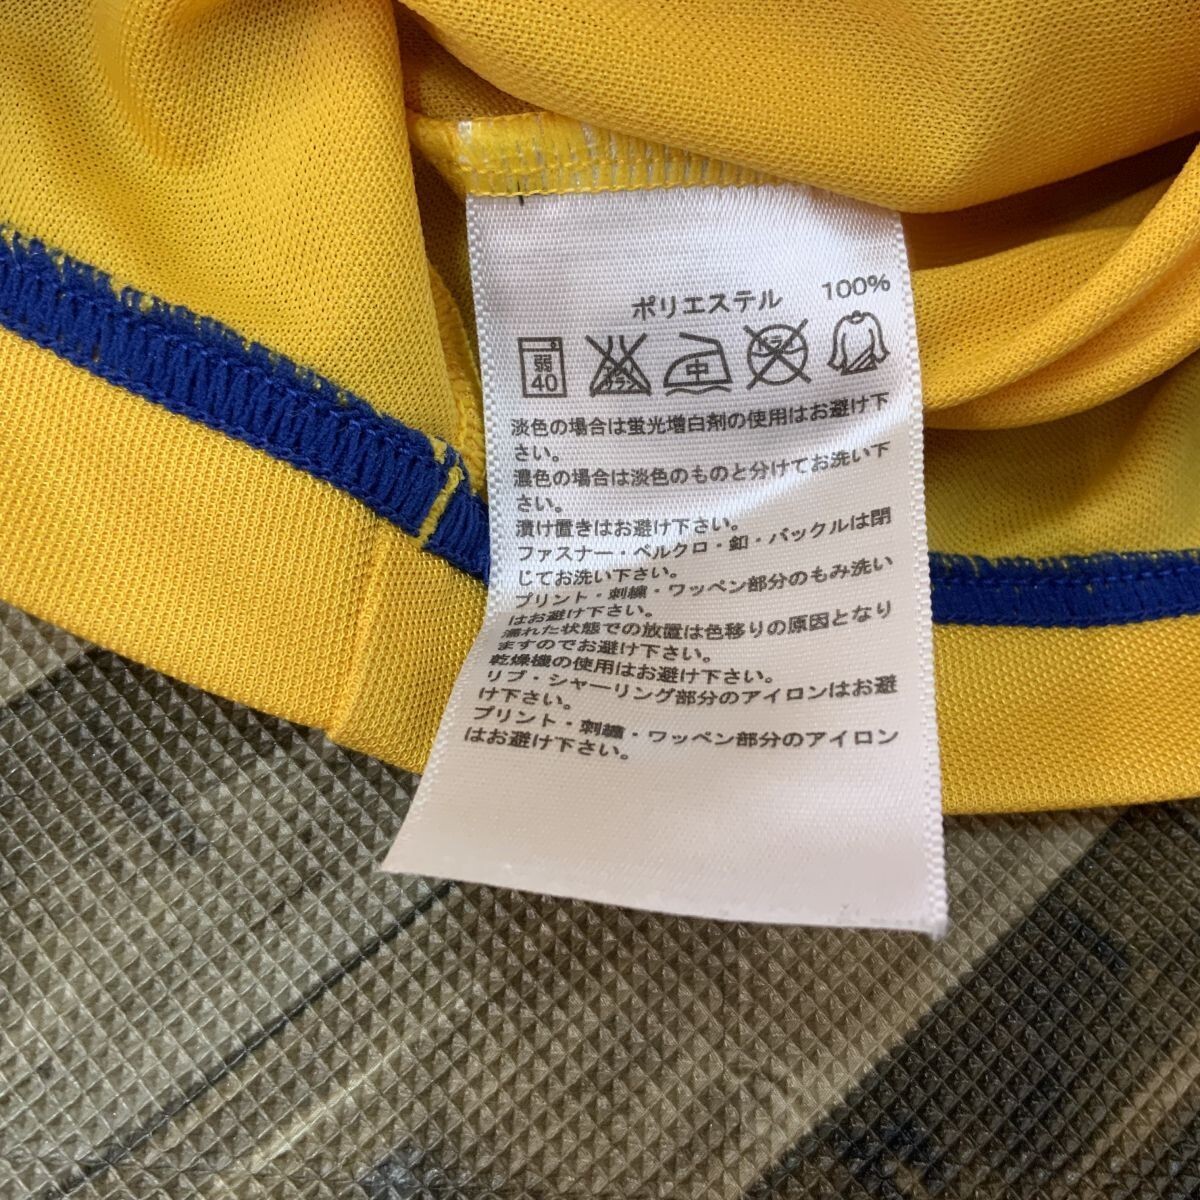 ポリエステル 100%
弱
40
中
淡色の場合は蛍光増白剤の使用はお避け下
さい。
濃色の場合は淡色のものと分けてお洗い下
さい。
漬け置きはお避け下さい。
ファスナー・ベルクロ・釦・バックルは閉
じてお洗い下さい。
プリント・刺繍・ワッペン部分のもみ洗い
はお避け下さい。
濡れた状態での放置は色移りの原因となり
ますのでお避け下さい。
乾燥機の使用はお避け下さい。
リブ・シャーリング部分のアイロンはお避
け下さい。
プリント・刺繍・ワッペン部分のアイロン
はお避け下さい。